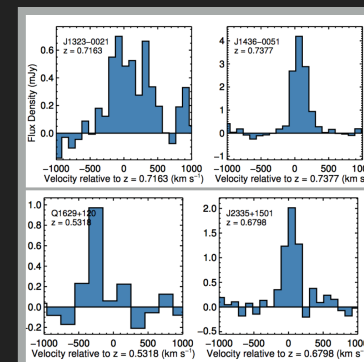 J1323−0021
z = 0.7163
Flux Density (mJy)
0.6
0.4
0.2
0.0
−1000 −500 0 500 1000
Velocity relative to z = 0.7163 (km s⁻¹)
J1436−0051
z = 0.7377
4
3
2
1
0
−1
−1000 −500 0 500 1000
Velocity relative to z = 0.7377 (km s
Q1629+120
z = 0.5318
1.0
0.8
0.6
0.4
0.2
0.0
−0.2
−1000 −500 0 500 1000
Velocity relative to z = 0.5318 (km s⁻¹)
J2335+1501
z = 0.6798
2.0
1.5
1.0
0.5
0.0
−0.5
−1000 −500 0 500 1000
Velocity relative to z = 0.6798 (km s